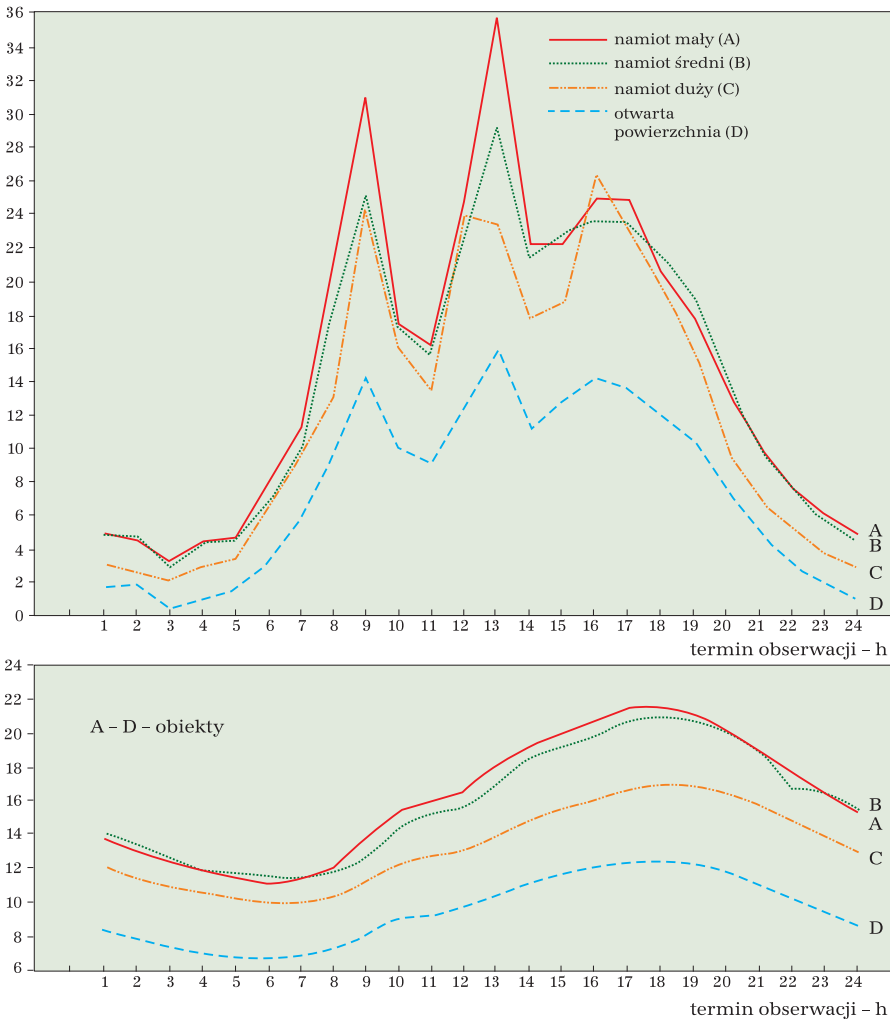 36
34
32
30
28
26
24
22
20
18
16
14
12
10
8
6
4
2
0
namiot mały (A)
namiot średni (B)
namiot duży (C)
otwarta
powierzchnia (D)
A
B
C
D
1 2 3 4 5 6 7 8 9 10 11 12 13 14 15 16 17 18 19 20 21 22 23 24
termin obserwacji – h
24
22
20
18
16
14
12
10
8
6
A – D – obiekty
B
A
C
D
1 2 3 4 5 6 7 8 9 10 11 12 13 14 15 16 17 18 19 20 21 22 23 24
termin obserwacji – h